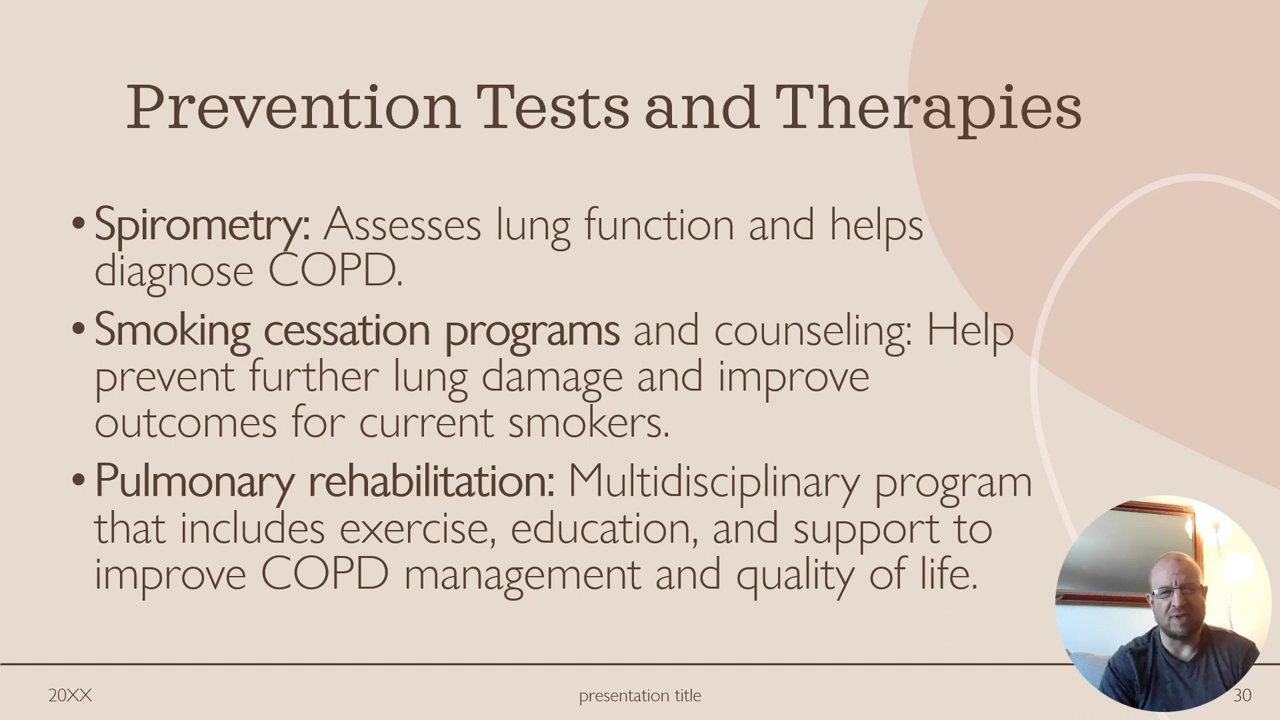 Prevention Tests and Therapies
• Spirometry: Assesses lung function and helps
diagnose COPD.
• Smoking cessation programs and counseling: Help
prevent further lung damage and improve
outcomes for current smokers.
• Pulmonary rehabilitation: Multidisciplinary program
that includes exercise, education, and support to
improve COPD management and quality of life.
20XX
presentation title
30